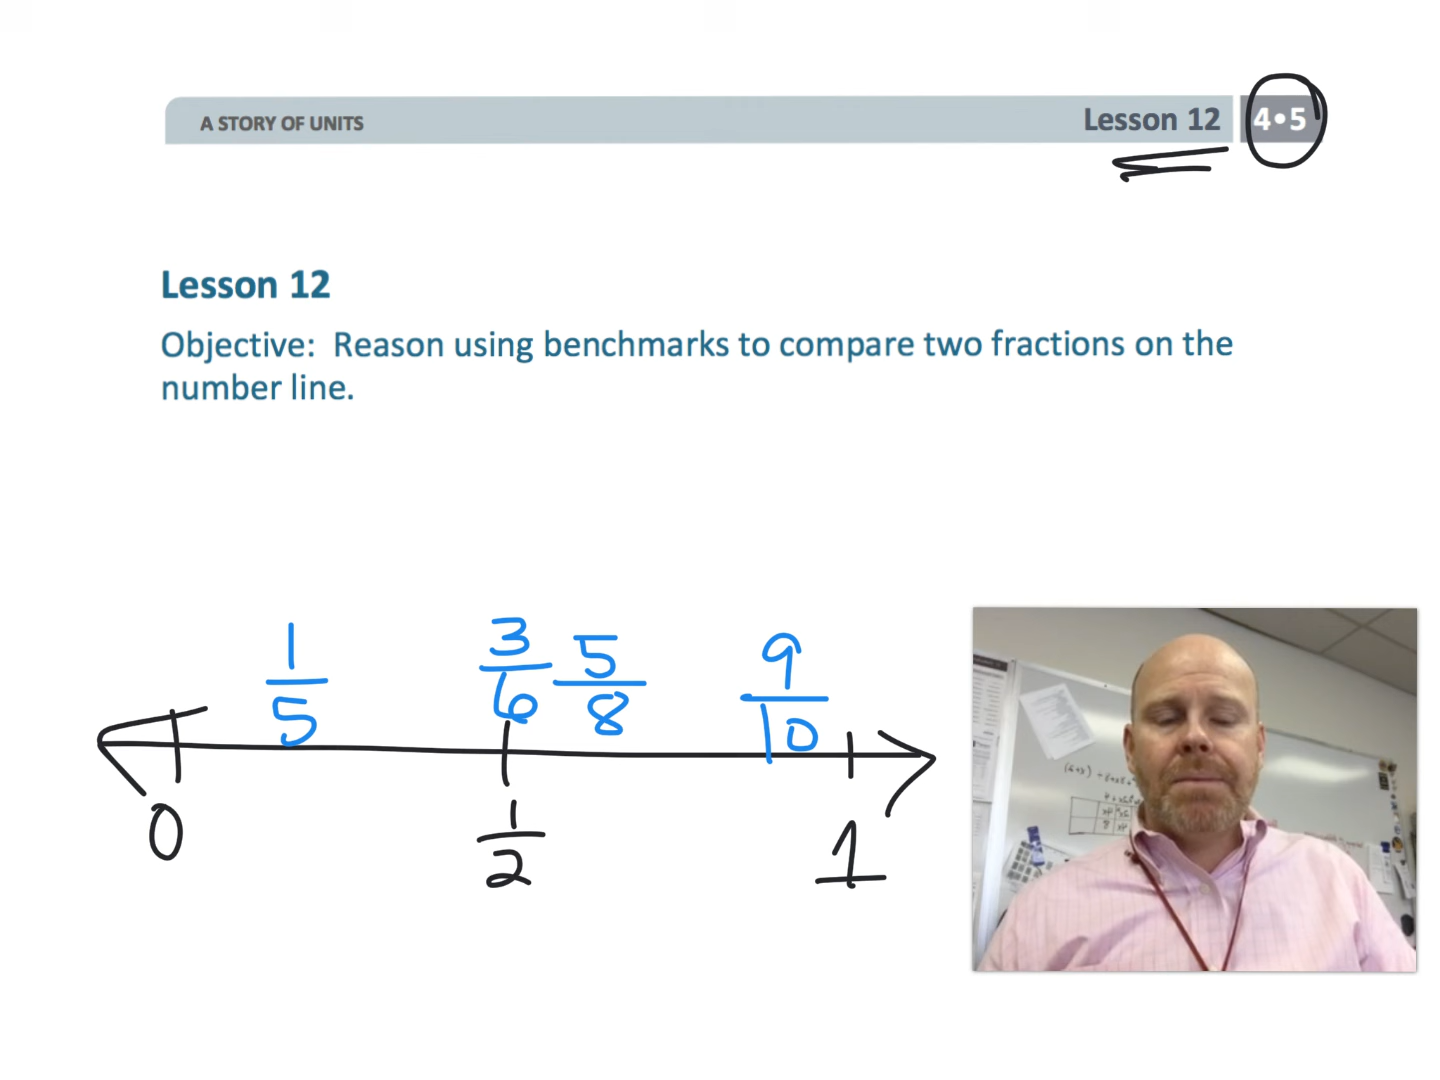 A STORY OF UNITS
Lesson 12 4•5
Lesson 12
Objective: Reason using benchmarks to compare two fractions on the
number line.
1/5 3/6 5/8 9/10
0 1/2 1